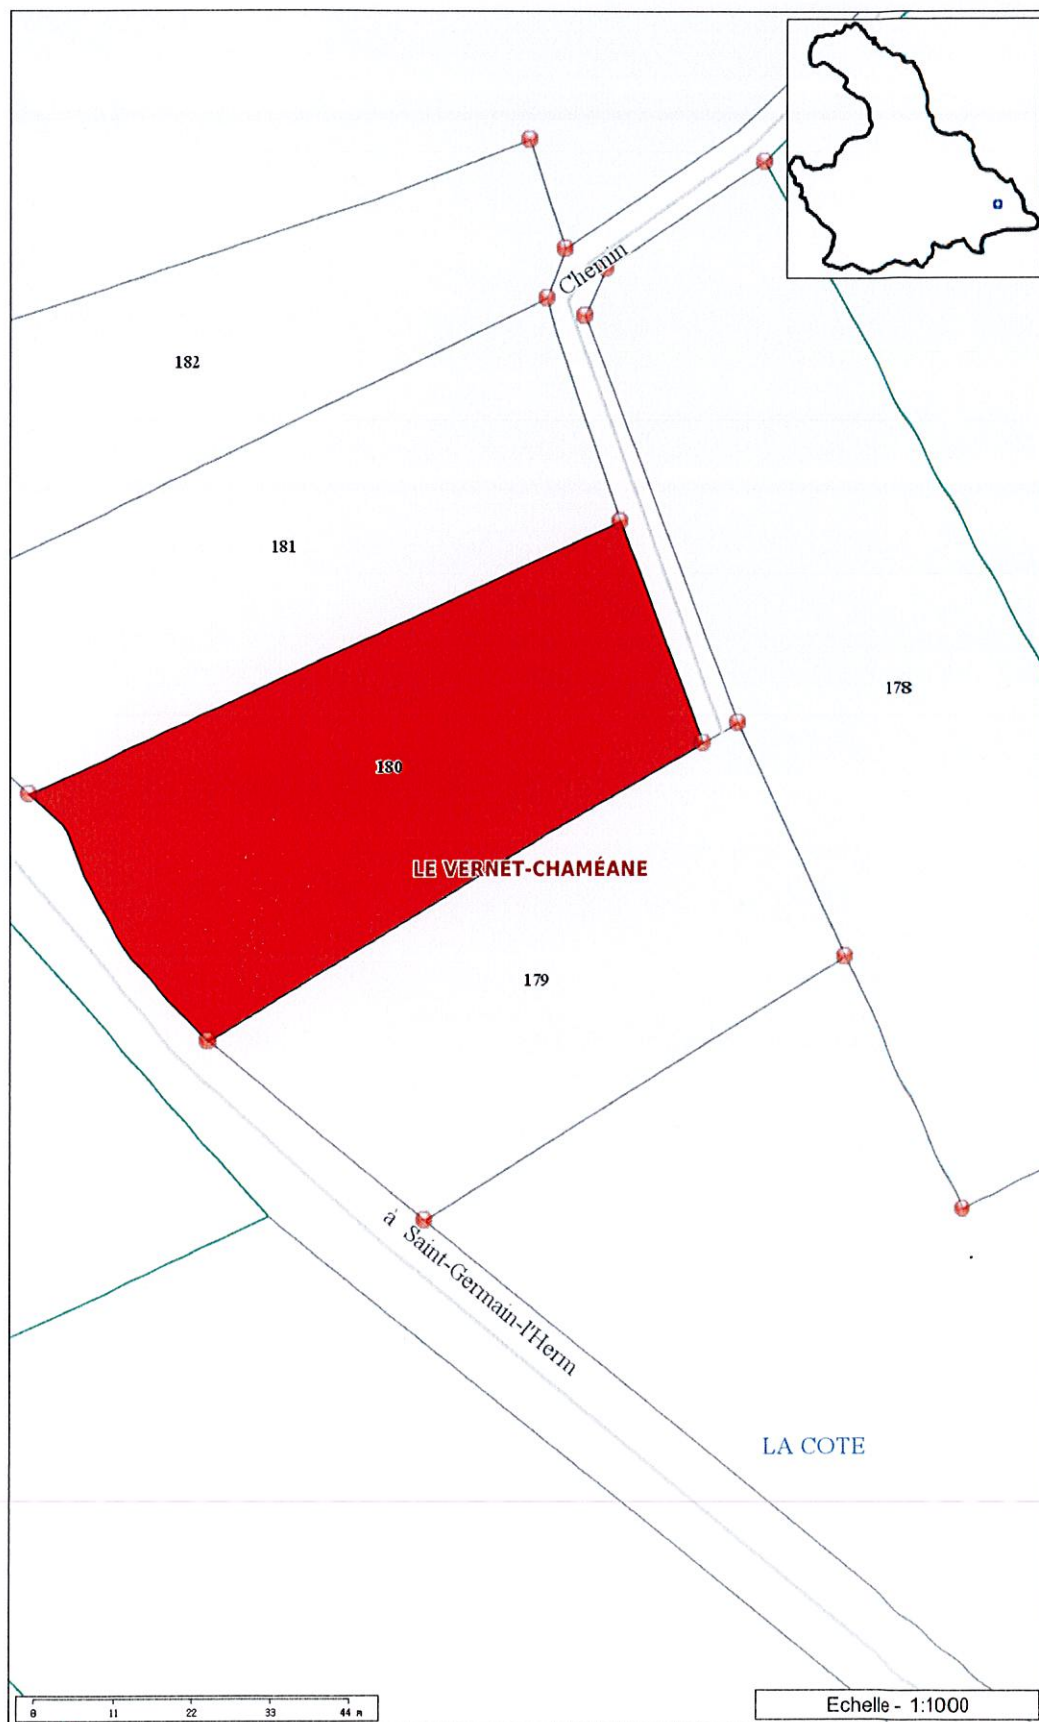 Chemin
182
181
178
180
LE VERNET-CHAMÉANE
179
à Saint-Germain-l'Herm
LA COTE
0 11 22 33 44 m
Echelle - 1:1000